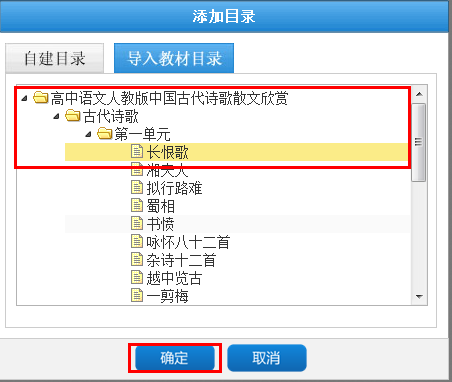 添加目录
自建目录 导入教材目录
高中语文人教版中国古代诗歌散文欣赏
古代诗歌
第一单元
长恨歌
湘夫人
拟行路难
蜀相
书愤
咏怀八十二首
杂诗十二首
越中览古
一剪梅
确定 取消